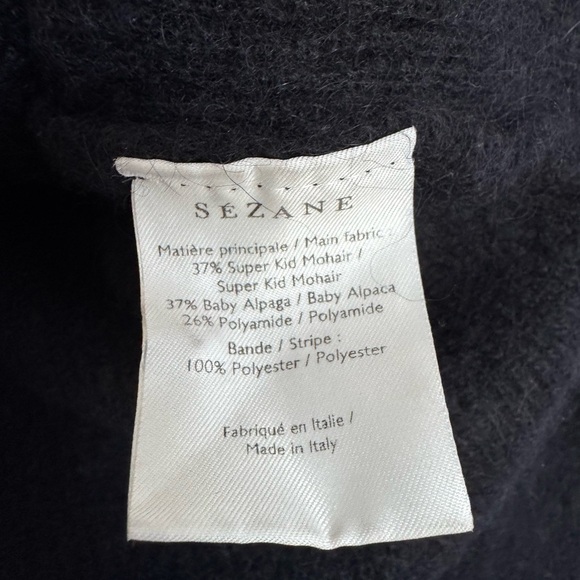 SÉZANE
Matière principale / Main fabric :
37% Super Kid Mohair /
Super Kid Mohair
37% Baby Alpaga / Baby Alpaca
26% Polyamide / Polyamide
Bande / Stripe :
100% Polyester / Polyester
Fabriqué en Italie /
Made in Italy